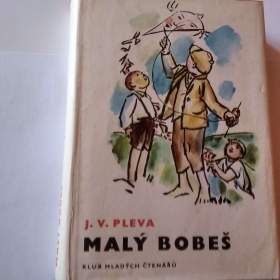 J. V. PLEVA
MALÝ BOBEŠ
KLUB MLADÝCH ČTENÁŘŮ